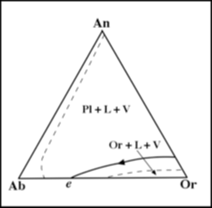 An
Pl + L + V
Or + L + V
Ab e Or